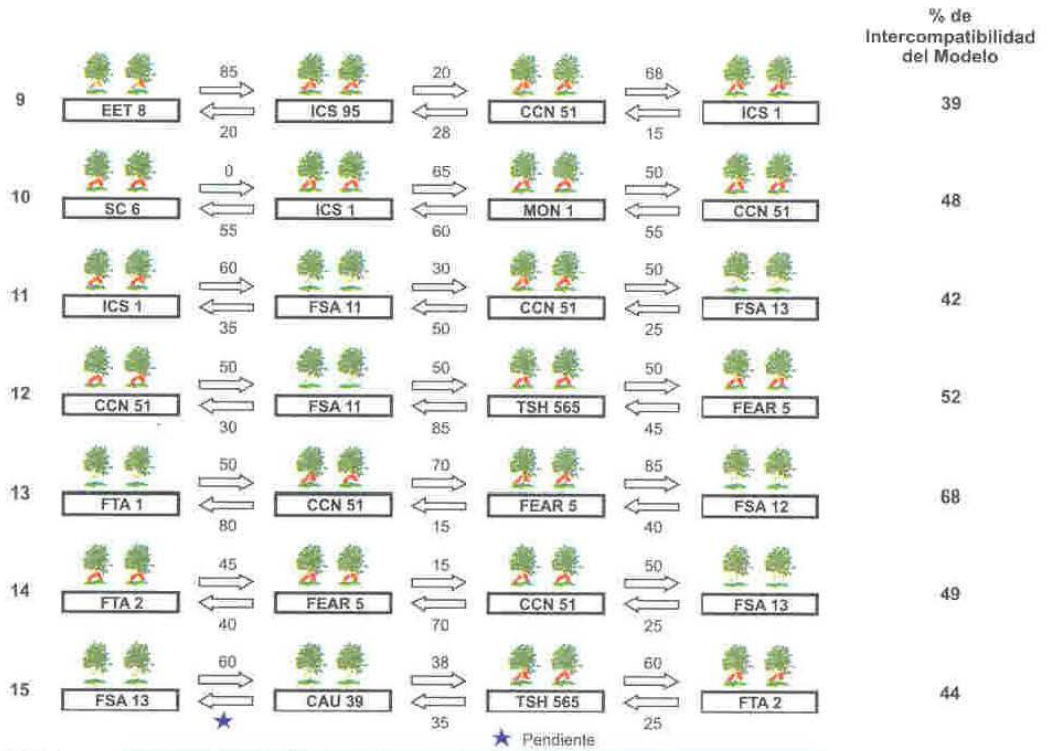 % de
Intercompatibilidad
del Modelo
85 20 68
9 EET 8 ICS 95 CCN 51 ICS 1 39
20 28 15
0 65 50
10 SC 6 ICS 1 MON 1 CCN 51 48
55 60 55
60 30 50
11 ICS 1 FSA 11 CCN 51 FSA 13 42
35 50 25
50 50 50
12 CCN 51 FSA 11 TSH 565 FEAR 5 52
30 85 45
50 70 85
13 FTA 1 CCN 51 FEAR 5 FSA 12 68
80 15 40
45 15 50
14 FTA 2 FEAR 5 CCN 51 FSA 13 49
40 70 25
60 38 60
15 FSA 13 CAU 39 TSH 565 FTA 2 44
35 25
Pendiente